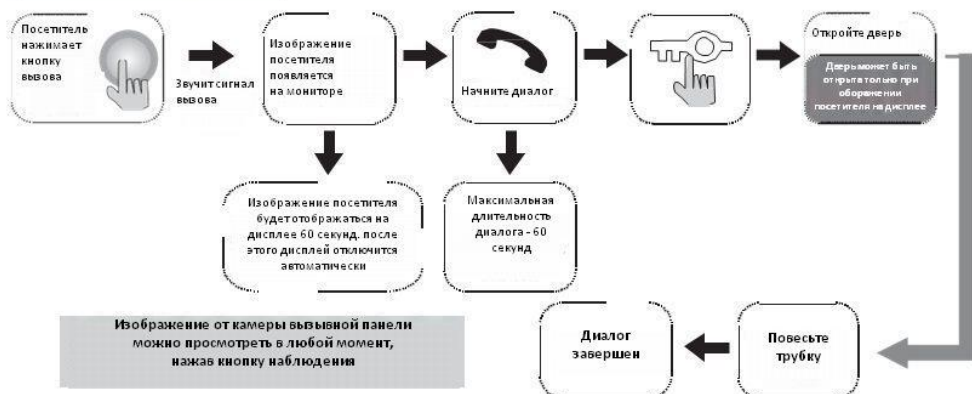 Посетитель
нажимает
кнопку
вызова
Звучит сигнал
вызова
Изображение
посетителя
появляется
на мониторе
Начните диалог
Откройте дверь
Дверь может быть
открыта только при
оборажении
посетителя на дисплее
Изображение посетителя
будет отображаться на
дисплее 60 секунд. после
этого дисплей отключится
автоматически
Максимальная
длительность
диалога - 60
секунд
Изображение от камеры вызывной панели
можно просмотреть в любой момент,
нажав кнопку наблюдения
Диалог
завершен
Повесьте
трубку